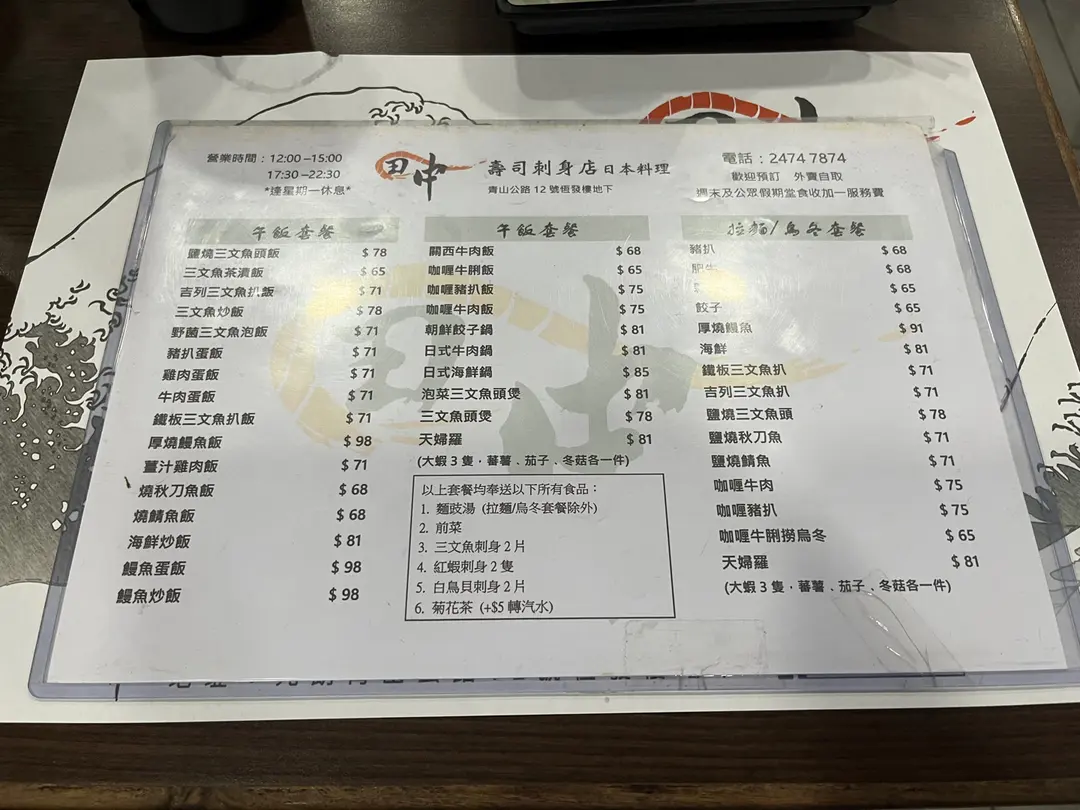 營業時間：12:00 –15:00
17:30 –22:30
*逢星期一休息*
田中 壽司刺身店日本料理
青山公路 12 號恆發樓地下
電話：2474 7874
歡迎預訂 外賣自取
週末及公眾假期堂食收加一服務費
午飯套餐
鹽燒三文魚頭飯 $ 78
三文魚茶漬飯 $ 65
吉列三文魚扒飯 $ 71
三文魚炒飯 $ 78
野菌三文魚泡飯 $ 71
豬扒蛋飯 $ 71
雞肉蛋飯 $ 71
牛肉蛋飯 $ 71
鐵板三文魚扒飯 $ 71
厚燒鰻魚飯 $ 98
薑汁雞肉飯 $ 71
燒秋刀魚飯 $ 68
燒鯖魚飯 $ 68
海鮮炒飯 $ 81
鰻魚蛋飯 $ 98
鰻魚炒飯 $ 98
午飯套餐
關西牛肉飯 $ 68
咖喱牛脷飯 $ 65
咖喱豬扒飯 $ 75
咖喱牛肉飯 $ 75
朝鮮餃子鍋 $ 81
日式牛肉鍋 $ 81
日式海鮮鍋 $ 85
泡菜三文魚頭煲 $ 81
三文魚頭煲 $ 78
天婦羅 $ 81
(大蝦 3 隻．蕃薯．茄子．冬菇各一件)
以上套餐均奉送以下所有食品：
1. 麵豉湯 (拉麵/烏冬套餐除外)
2. 前菜
3. 三文魚刺身 2 片
4. 紅蝦刺身 2 隻
5. 白鳥貝刺身 2 片
6. 菊花茶 (+$5 轉汽水)
拉麵/烏冬套餐
豬扒 $ 68
肥牛 $ 68
$ 65
餃子 $ 65
厚燒鰻魚 $ 91
海鮮 $ 81
鐵板三文魚扒 $ 71
吉列三文魚扒 $ 71
鹽燒三文魚頭 $ 78
鹽燒秋刀魚 $ 71
鹽燒鯖魚 $ 71
咖喱牛肉 $ 75
咖喱豬扒 $ 75
咖喱牛脷撈烏冬 $ 65
天婦羅 $ 81
(大蝦 3 隻．蕃薯．茄子．冬菇各一件)